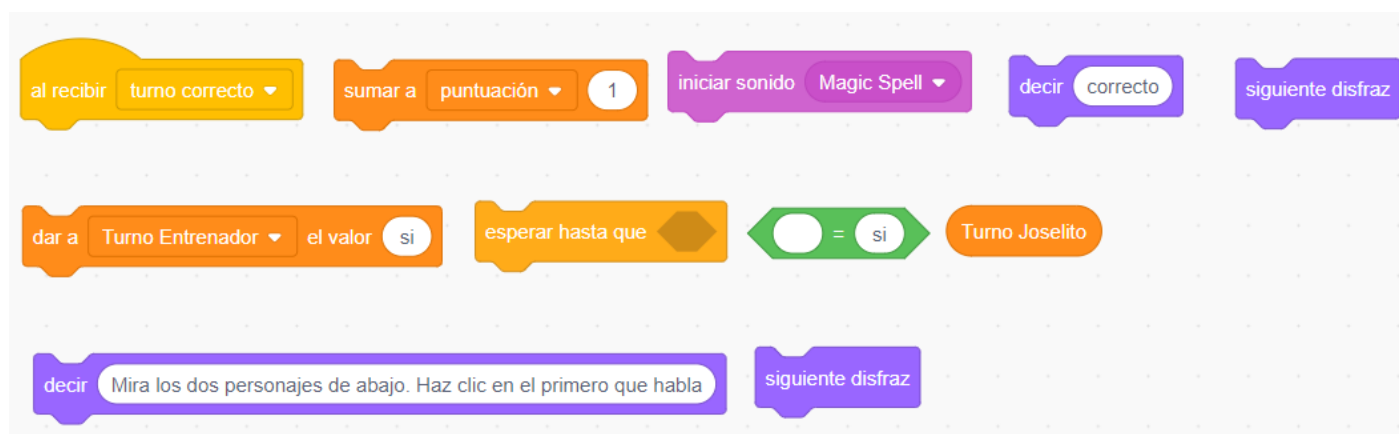 al recibir turno correcto
sumar a puntuación 1
iniciar sonido Magic Spell
decir correcto
siguiente disfraz
dar a Turno Entrenador el valor si
esperar hasta que
= si
Turno Joselito
decir Mira los dos personajes de abajo. Haz clic en el primero que habla
siguiente disfraz